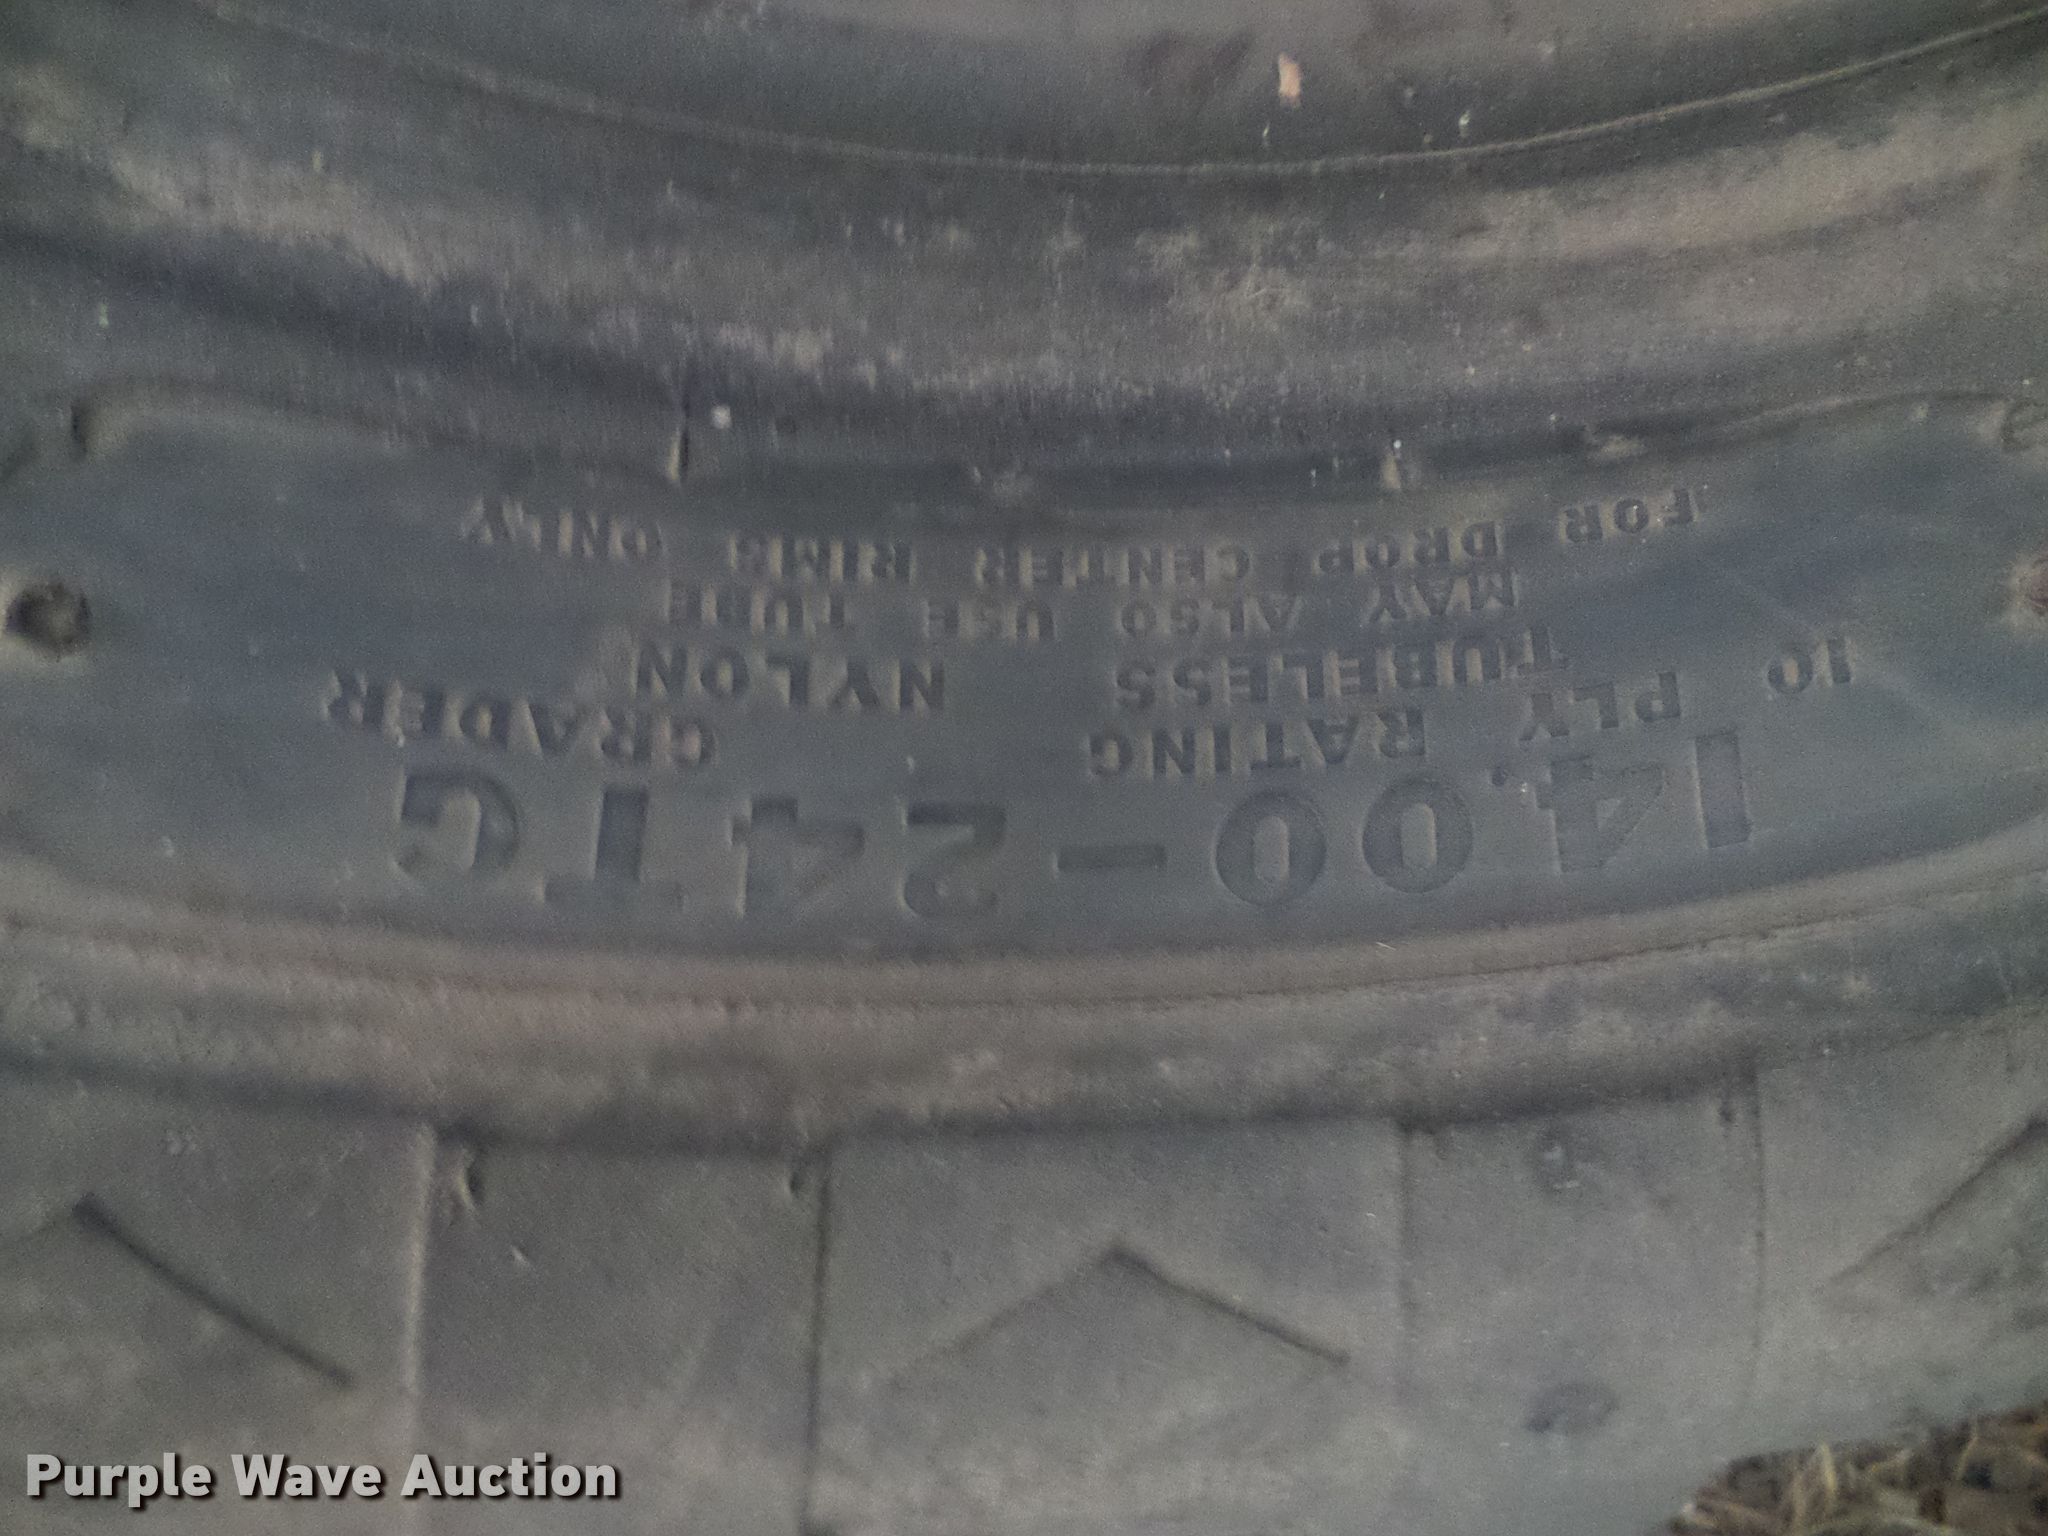 14.00-24TG
10 PLY RATING GRADER
TUBELESS NYLON
MAY ALSO USE TUBE
FOR DROP CENTER RIMS ONLY
Purple Wave Auction